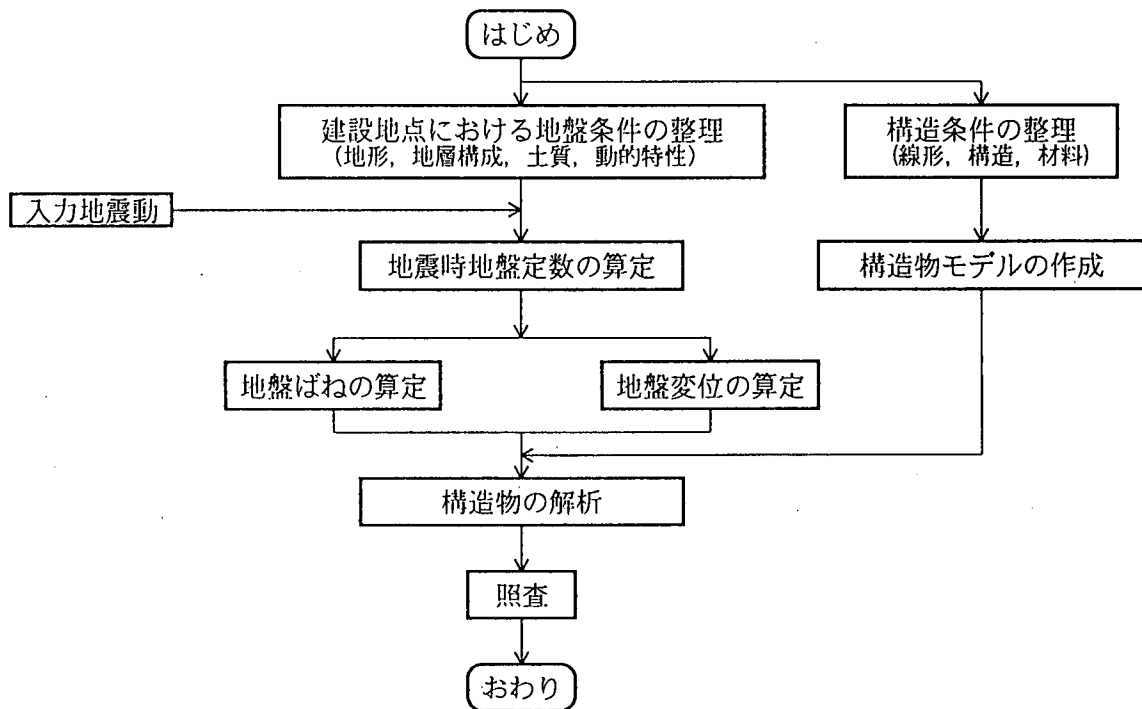 はじめ
建設地点における地盤条件の整理
(地形, 地層構成, 土質, 動的特性)
構造条件の整理
(線形, 構造, 材料)
入力地震動
地震時地盤定数の算定
構造物モデルの作成
地盤ばねの算定
地盤変位の算定
構造物の解析
照査
おわり